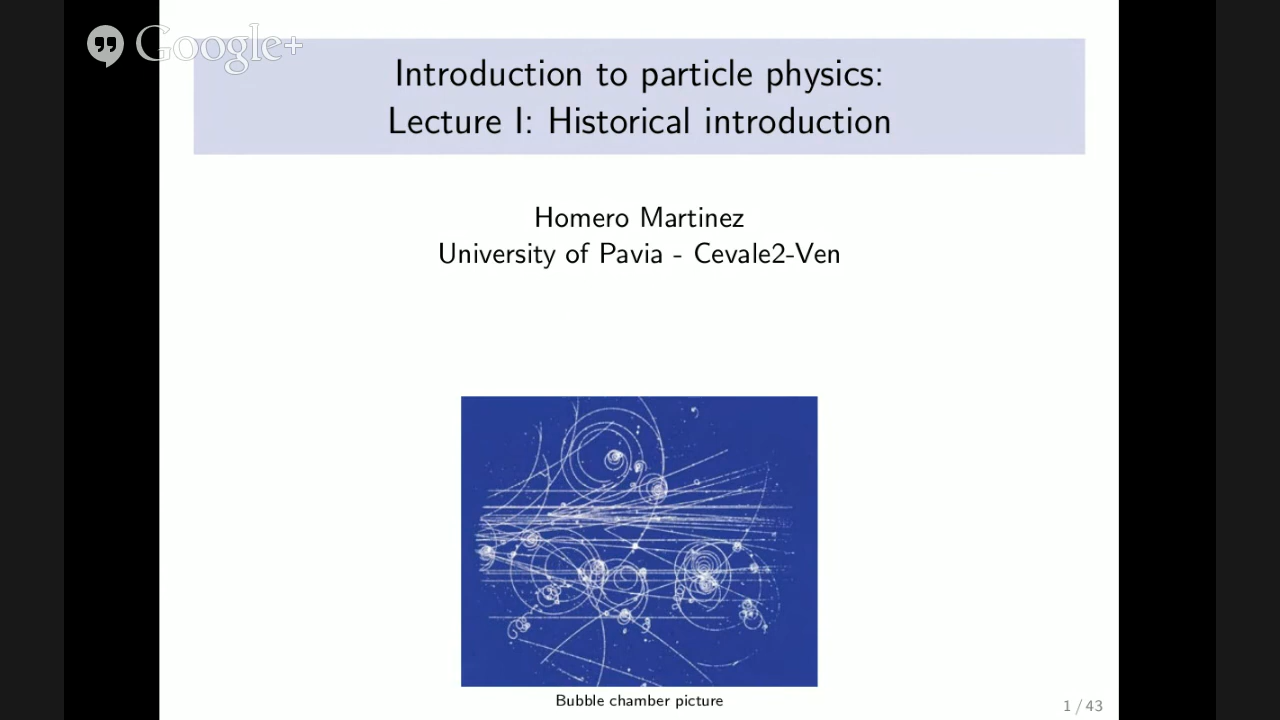 Google+
Introduction to particle physics:
Lecture I: Historical introduction
Homero Martinez
University of Pavia - Cevale2-Ven
Bubble chamber picture
1 / 43